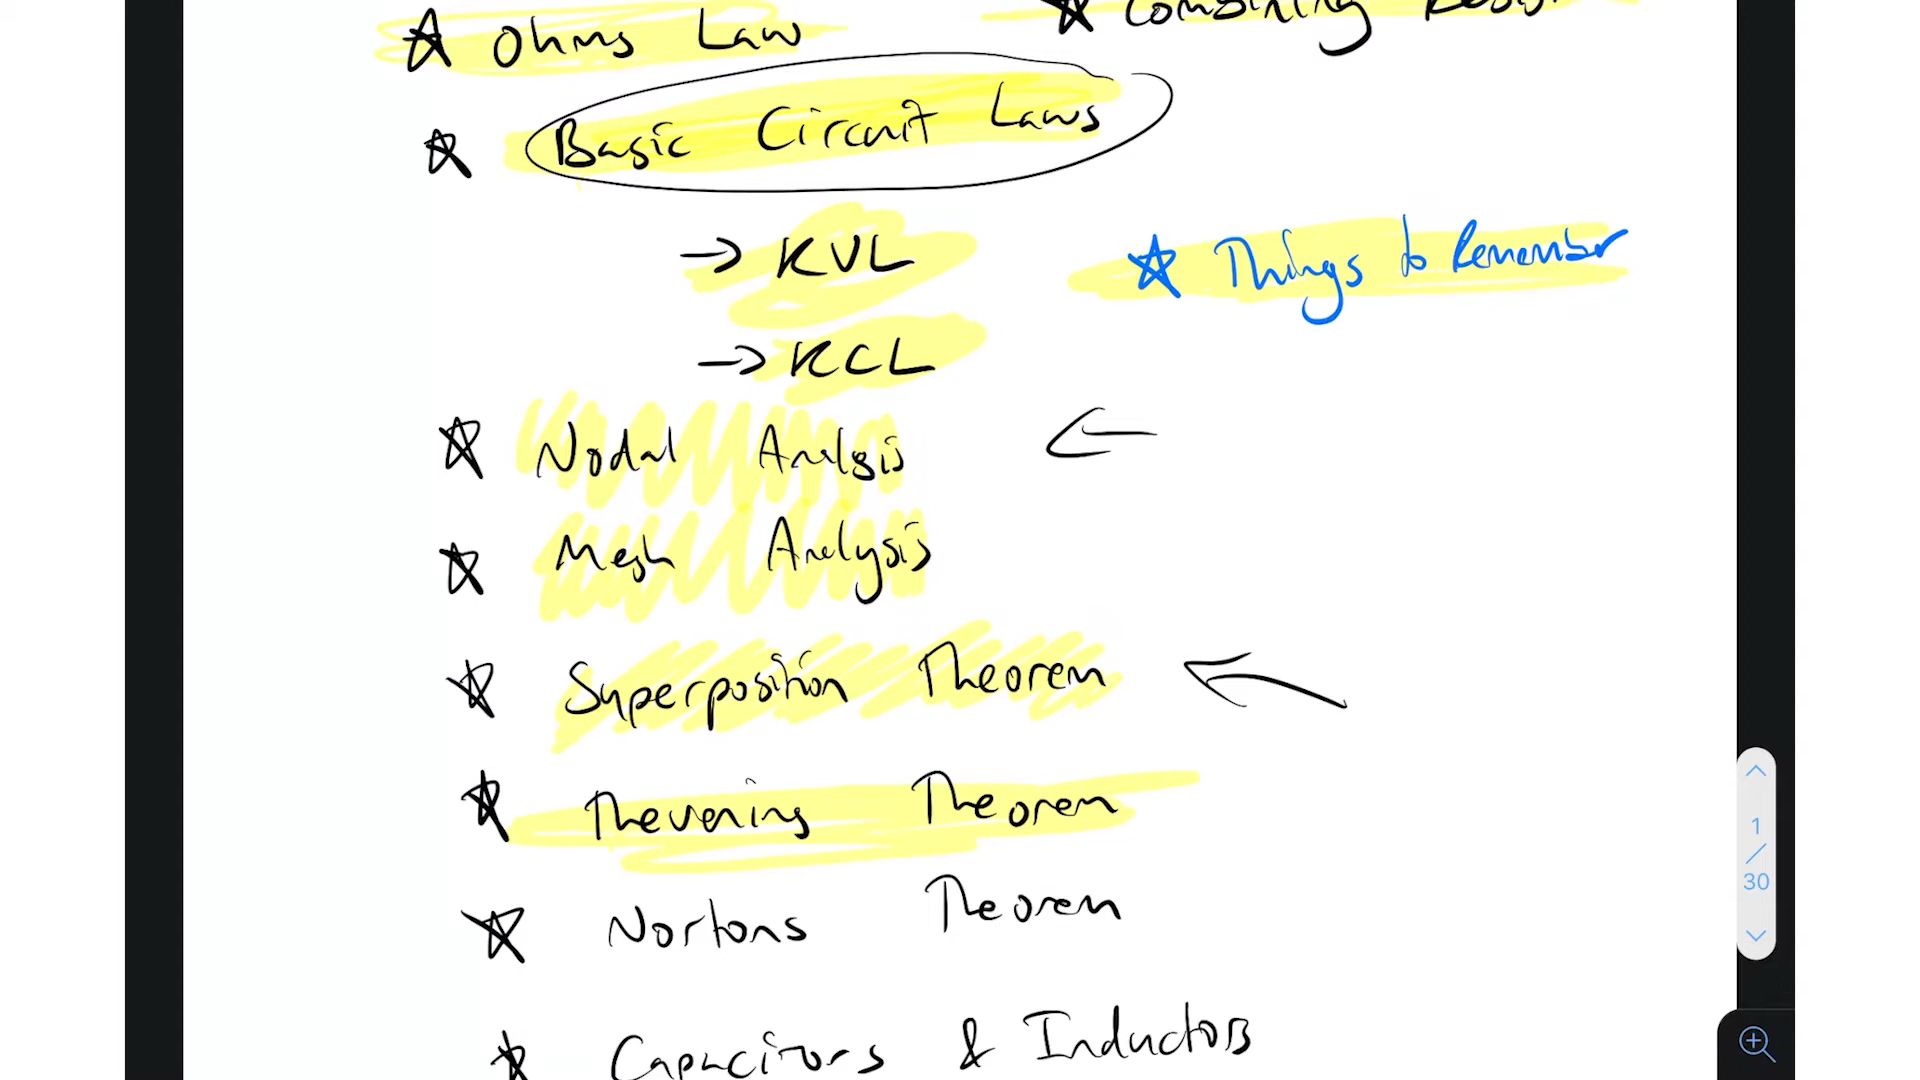 ☆ Ohms Law
☆ Combining
☆ Basic Circuit Laws
→ KVL
☆ Things to Remember
→ KCL
☆ Nodal Analysis ←
☆ Mesh Analysis
☆ Superposition Theorem ←
☆ Thevenins Theorem
☆ Nortons Theorem
☆ Capacitors & Inductors
1
/
30